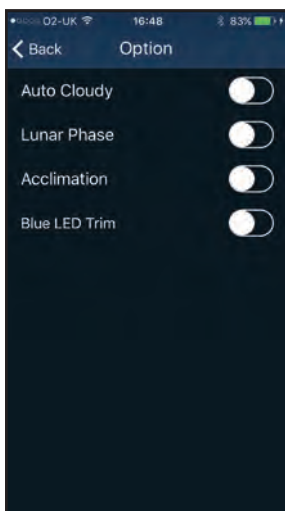 O2-UK 16:48 83%
Back Option
Auto Cloudy
Lunar Phase
Acclimation
Blue LED Trim